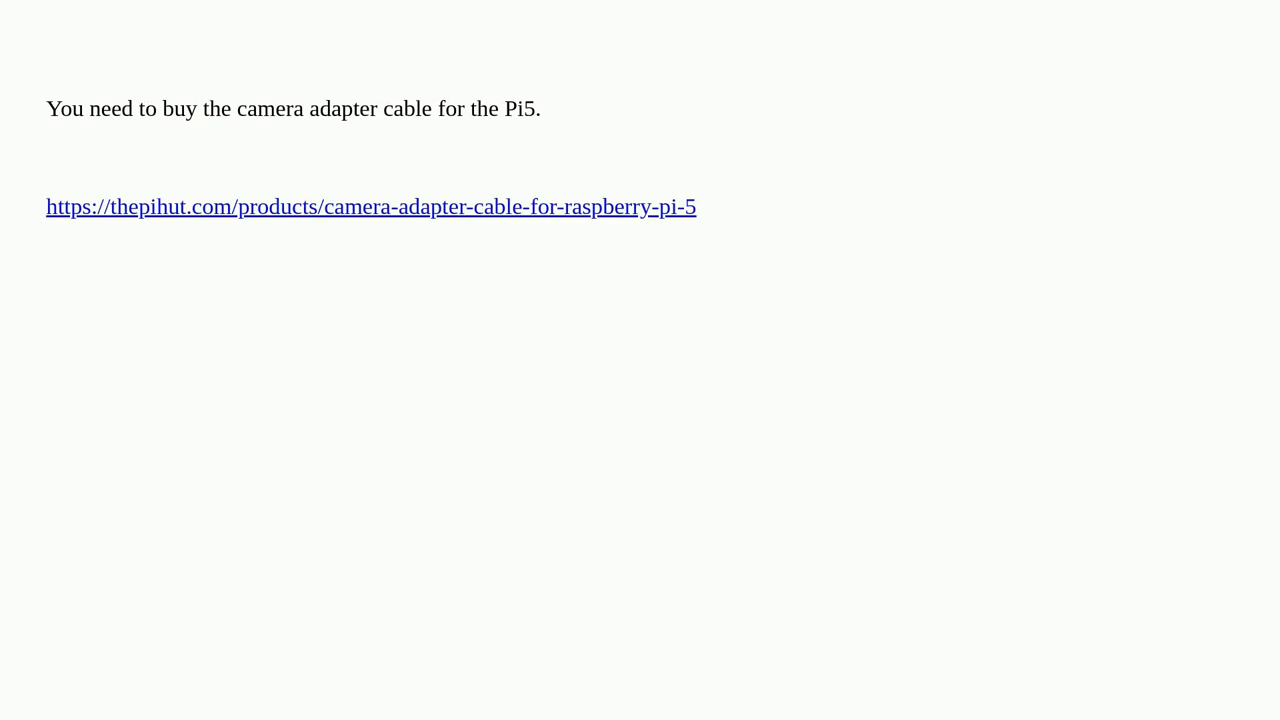 You need to buy the camera adapter cable for the Pi5.
https://thepihut.com/products/camera-adapter-cable-for-raspberry-pi-5